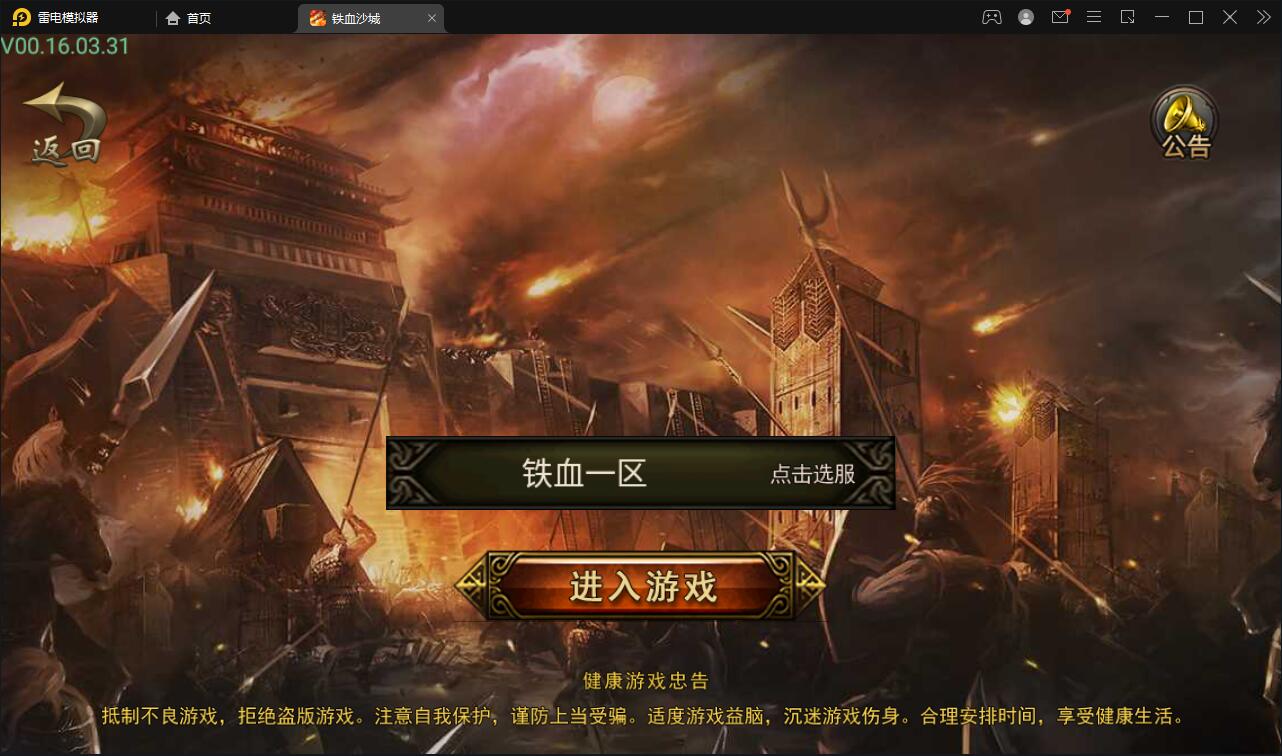 雷电模拟器
首页
铁血沙城
V00.16.03.31
返回
公告
铁血一区
点击选服
进入游戏
健康游戏忠告
抵制不良游戏，拒绝盗版游戏。注意自我保护，谨防上当受骗。适度游戏益脑，沉迷游戏伤身。合理安排时间，享受健康生活。